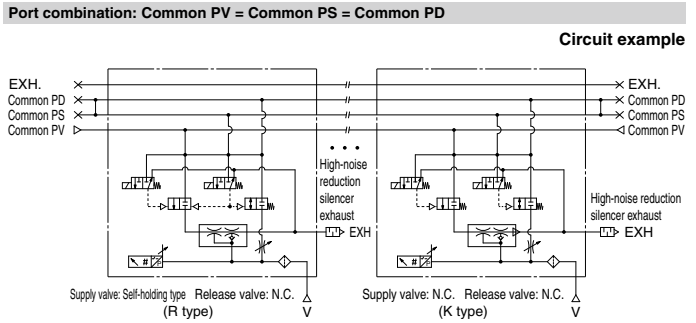 Port combination: Common PV = Common PS = Common PD
Circuit example
EXH.
Common PD
Common PS
Common PV
EXH.
Common PD
Common PS
Common PV
High-noise
reduction
silencer
exhaust
EXH
High-noise reduction
silencer exhaust
EXH
#
#
Supply valve: Self-holding type Release valve: N.C.
(R type)
V
Supply valve: N.C. Release valve: N.C.
(K type)
V